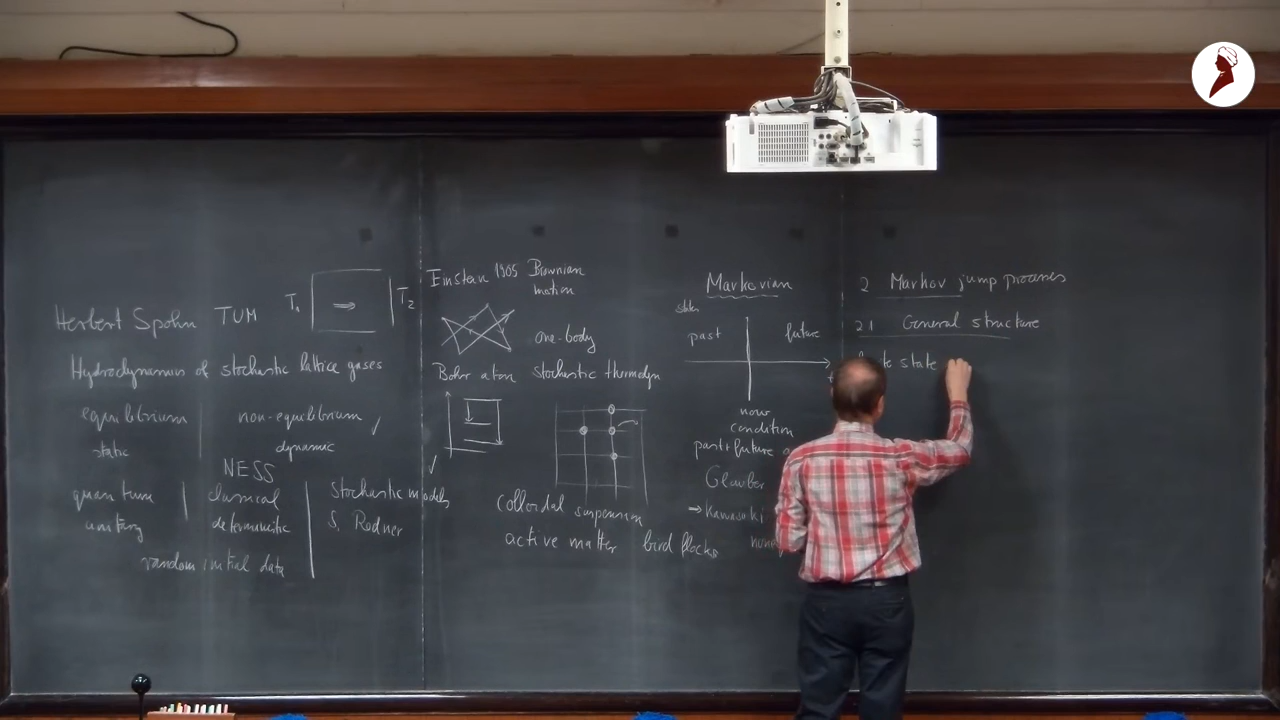 Herbert Spohn TUM
T₁ ⇒ T₂
Hydrodynamics of stochastic lattice gases
equilibrium non-equilibrium ✓
static dynamic
NESS
quantum classical stochastic models
unitary deterministic S. Redner
random initial data
Einstein 1905 Brownian
motion
one-body
Bohr atom stochastic thermodyn
✓
colloidal suspension
active matter bird flocks
Markovian
states
past future
now
condition
past + future
Glauber
→ Kawasaki
2 Markov jump processes
2.1 General structure
state